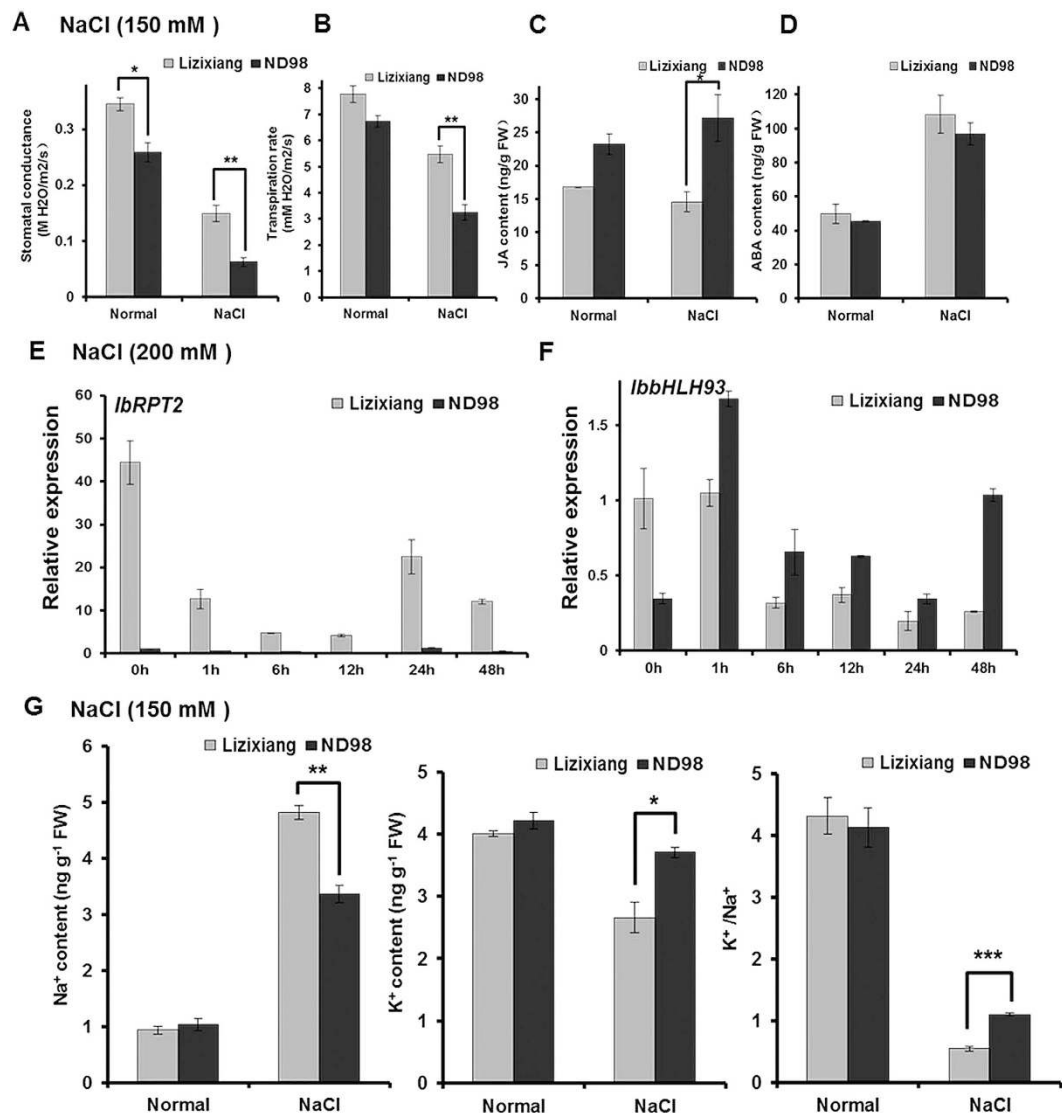 A NaCl (150 mM )
Lizixiang ND98
Stomatal conductance
(M H2O/m2/s)
0.3
0.2
0.1
0
*
**
Normal NaCl
B
Lizixiang ND98
Transpiration rate
(mM H2O/m2/s)
9
8
7
6
5
4
3
2
1
0
**
Normal NaCl
C
Lizixiang ND98
JA content (ng/g FW)
30
25
20
15
10
5
0
*
Normal NaCl
D
Lizixiang ND98
ABA content (ng/g FW)
120
100
80
60
40
20
0
Normal NaCl
E NaCl (200 mM )
IbRPT2
Lizixiang ND98
Relative expression
60
50
40
30
20
10
0
0h 1h 6h 12h 24h 48h
F
IbbHLH93
Lizixiang ND98
Relative expression
1.5
1
0.5
0
0h 1h 6h 12h 24h 48h
G NaCl (150 mM )
Lizixiang ND98
Na⁺ content (ng g⁻¹ FW)
6
5
4
3
2
1
0
**
Normal NaCl
Lizixiang ND98
K⁺ content (ng g⁻¹ FW)
5
4
3
2
1
0
*
Normal NaCl
Lizixiang ND98
K⁺ /Na⁺
5
4
3
2
1
0
***
Normal NaCl